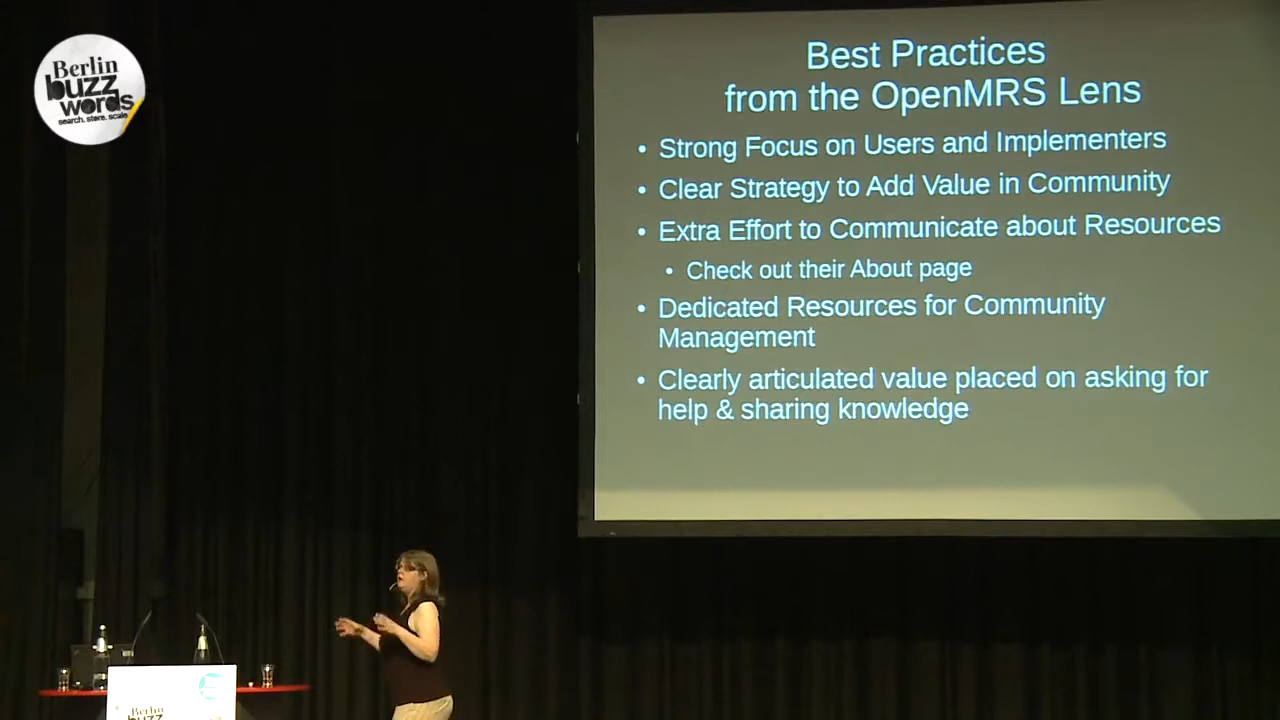 Berlin
buzz
words
search. store. scale
Best Practices
from the OpenMRS Lens
• Strong Focus on Users and Implementers
• Clear Strategy to Add Value in Community
• Extra Effort to Communicate about Resources
• Check out their About page
• Dedicated Resources for Community
Management
• Clearly articulated value placed on asking for
help & sharing knowledge
Berlin
buzz